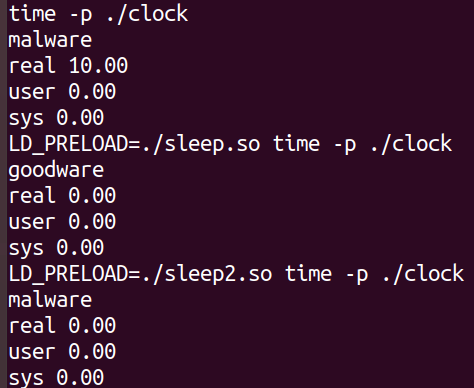 time -p ./clock
malware
real 10.00
user 0.00
sys 0.00
LD_PRELOAD=./sleep.so time -p ./clock
goodware
real 0.00
user 0.00
sys 0.00
LD_PRELOAD=./sleep2.so time -p ./clock
malware
real 0.00
user 0.00
sys 0.00